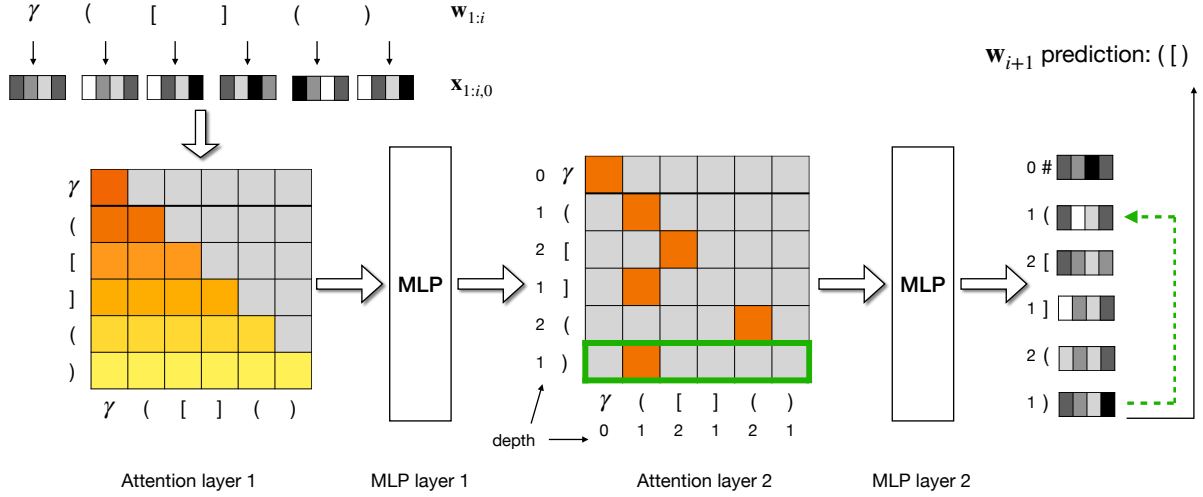 γ ( [ ] ( ) w₁:ᵢ
x₁:ᵢ,₀
wᵢ₊₁ prediction: ( [ )
γ
(
[
]
(
)
γ ( [ ] ( )
MLP
0 γ
1 (
2 [
1 ]
2 (
1 )
γ ( [ ] ( )
depth 0 1 2 1 2 1
MLP
0 #
1 (
2 [
1 ]
2 (
1 )
Attention layer 1 MLP layer 1 Attention layer 2 MLP layer 2